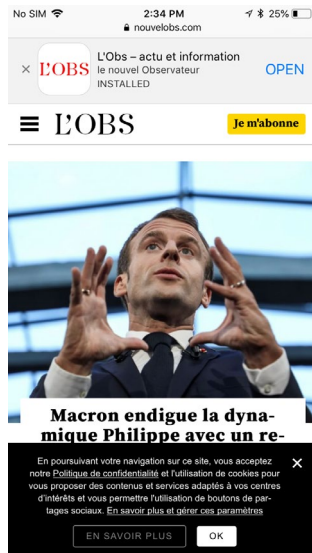 No SIM 2:34 PM 25%
nouvelobs.com
L'Obs – actu et information
× L'OBS le nouvel Observateur OPEN
INSTALLED
L'OBS Je m'abonne
Macron endigue la dyna-
mique Philippe avec un re-
En poursuivant votre navigation sur ce site, vous acceptez
notre Politique de confidentialité et l'utilisation de cookies pour
vous proposer des contenus et services adaptés à vos centres
d'intérêts et vous permettre l'utilisation de boutons de par-
tages sociaux. En savoir plus et gérer ces paramètres
EN SAVOIR PLUS OK